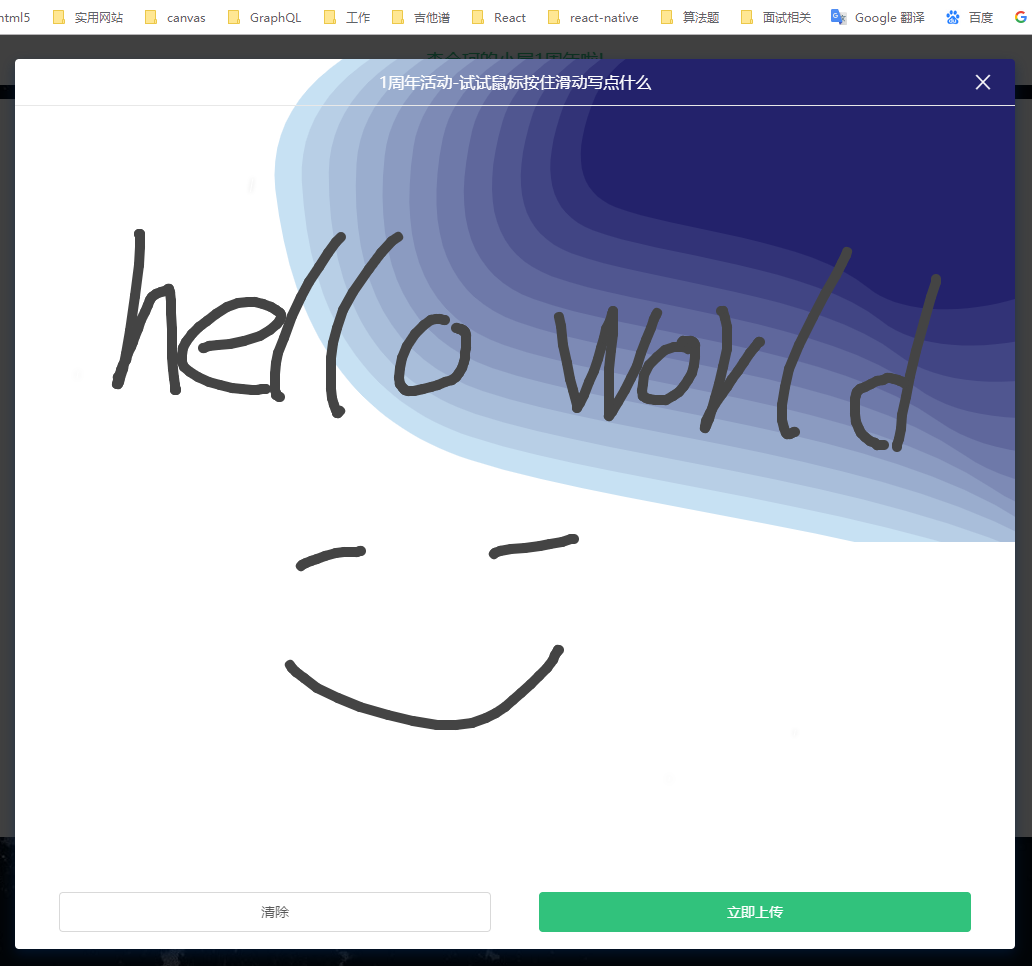 html5 实用网站 canvas GraphQL 工作 吉他谱 React react-native 算法题 面试相关 Google 翻译 百度
1周年活动-试试鼠标按住滑动写点什么
hello world
清除 立即上传